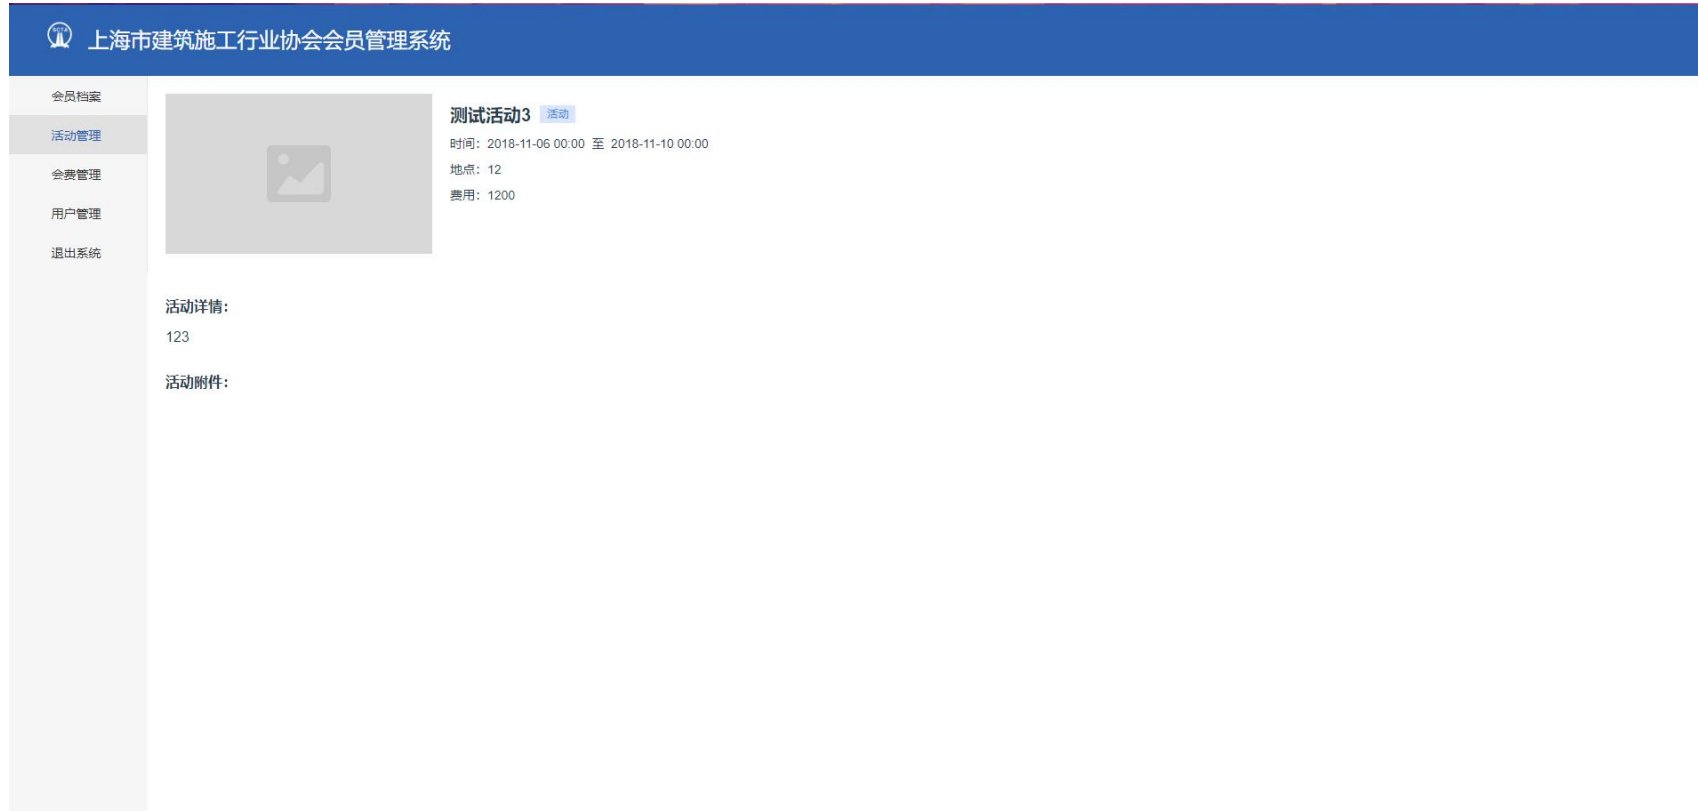 上海市建筑施工行业协会会员管理系统
会员档案
活动管理
会费管理
用户管理
退出系统
测试活动3 活动
时间：2018-11-06 00:00 至 2018-11-10 00:00
地点：12
费用：1200
活动详情：
123
活动附件：